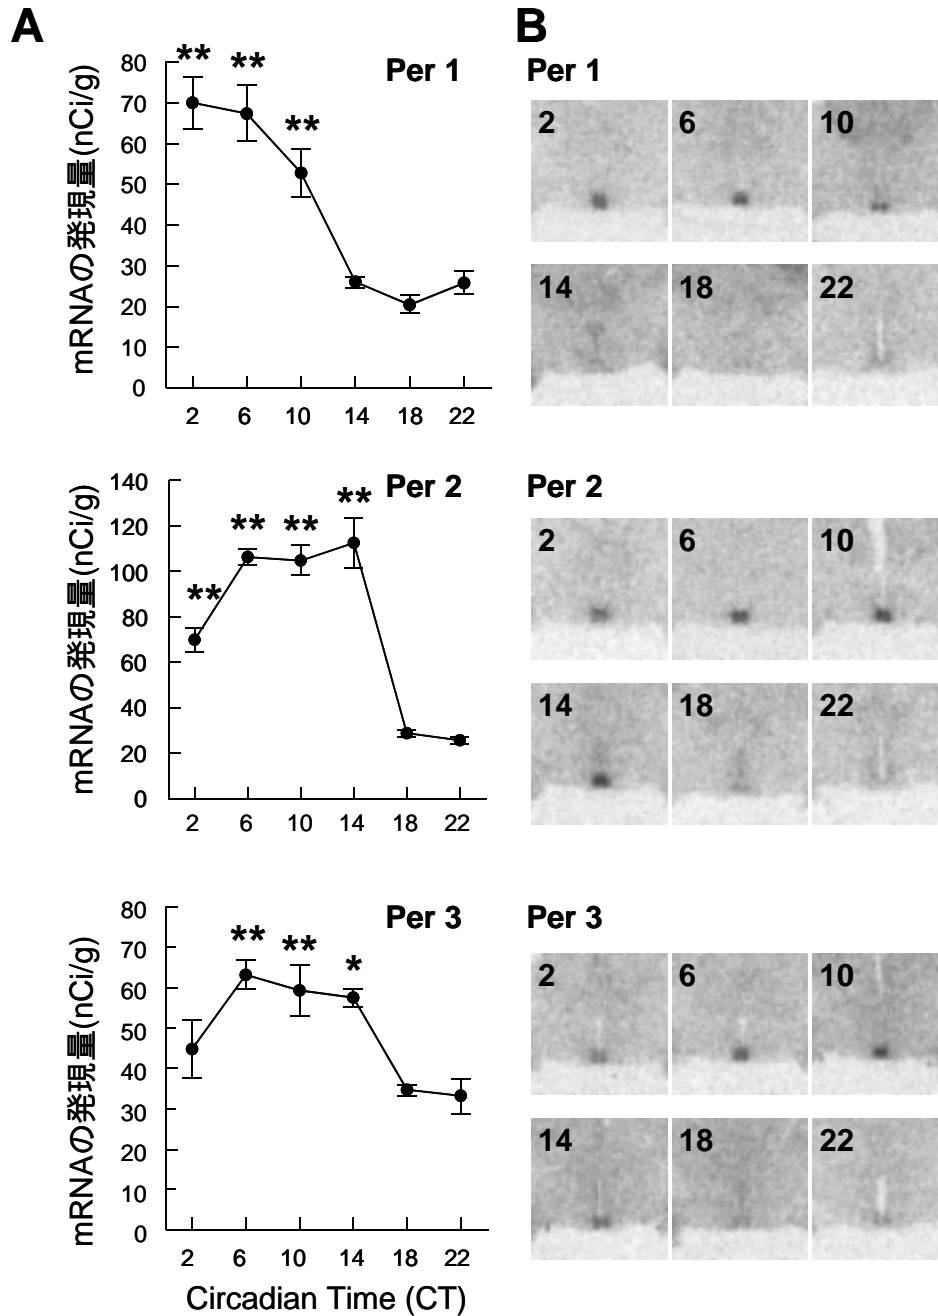 A
B
Per 1
**
**
**
80
70
60
50
40
30
20
10
0
2 6 10 14 18 22
mRNAの発現量(nCi/g)
Per 1
2 6 10
14 18 22
Per 2
**
**
**
**
140
120
100
80
60
40
20
0
2 6 10 14 18 22
mRNAの発現量(nCi/g)
Per 2
2 6 10
14 18 22
Per 3
**
**
*
80
70
60
50
40
30
20
10
0
2 6 10 14 18 22
mRNAの発現量(nCi/g)
Circadian Time (CT)
Per 3
2 6 10
14 18 22